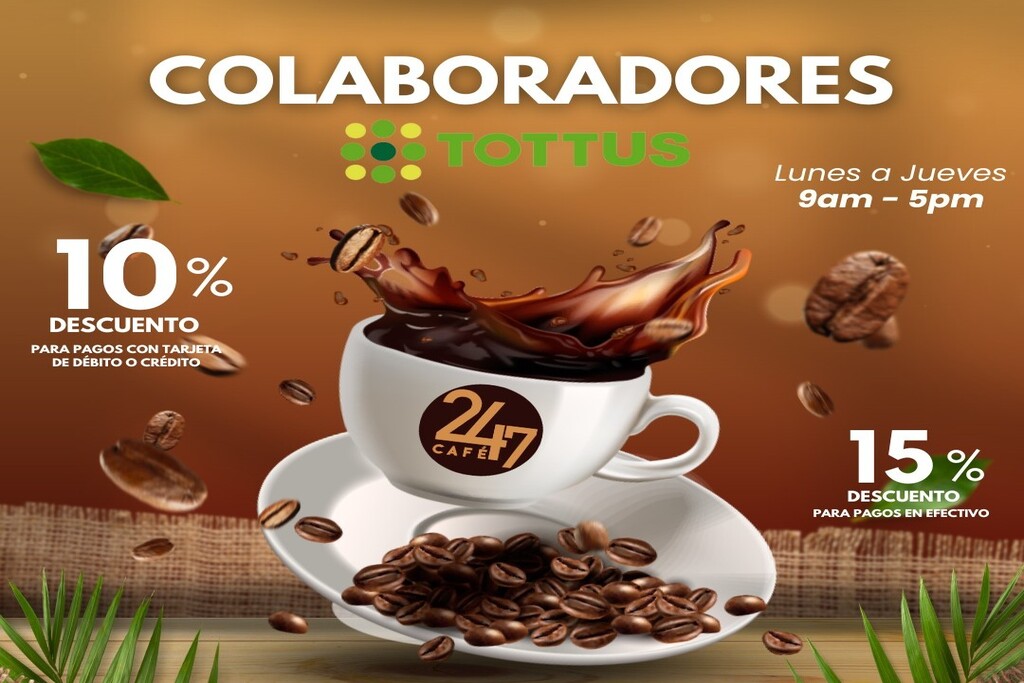 COLABORADORES
TOTTUS
Lunes a Jueves
9am - 5pm
10%
DESCUENTO
PARA PAGOS CON TARJETA
DE DÉBITO O CRÉDITO
247
CAFÉ
15%
DESCUENTO
PARA PAGOS EN EFECTIVO